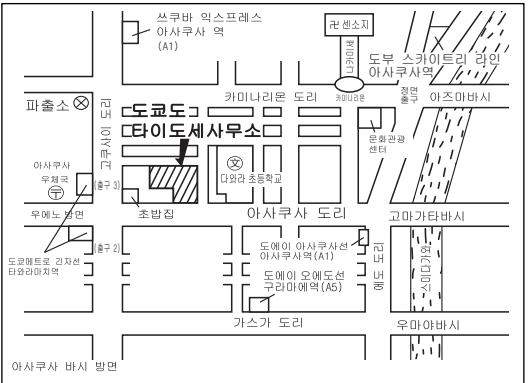 쓰쿠바 익스프레스
아사쿠사 역
(A1)
卍센소지
나카미세
도부 스카이트리 라인
아사쿠사역
정면
출구
파출소
고쿠사이 도리
카미나리몬 도리
카미나리몬
아즈마바시
도쿄도
타이도세사무소
문화관광
센터
아사쿠사
우체국
〒
(출구 3)
文
다와라 초등학교
우에노 방면
초밥집
아사쿠사 도리
고마가타바시
(출구 2)
도쿄메트로 긴자선
타와라마치역
도에이 아사쿠사선
아사쿠사역(A1)
에도 도리
스미다가와
도에이 오에도선
구라마에역(A5)
가스가 도리
우마야바시
아사쿠사 바시 방면